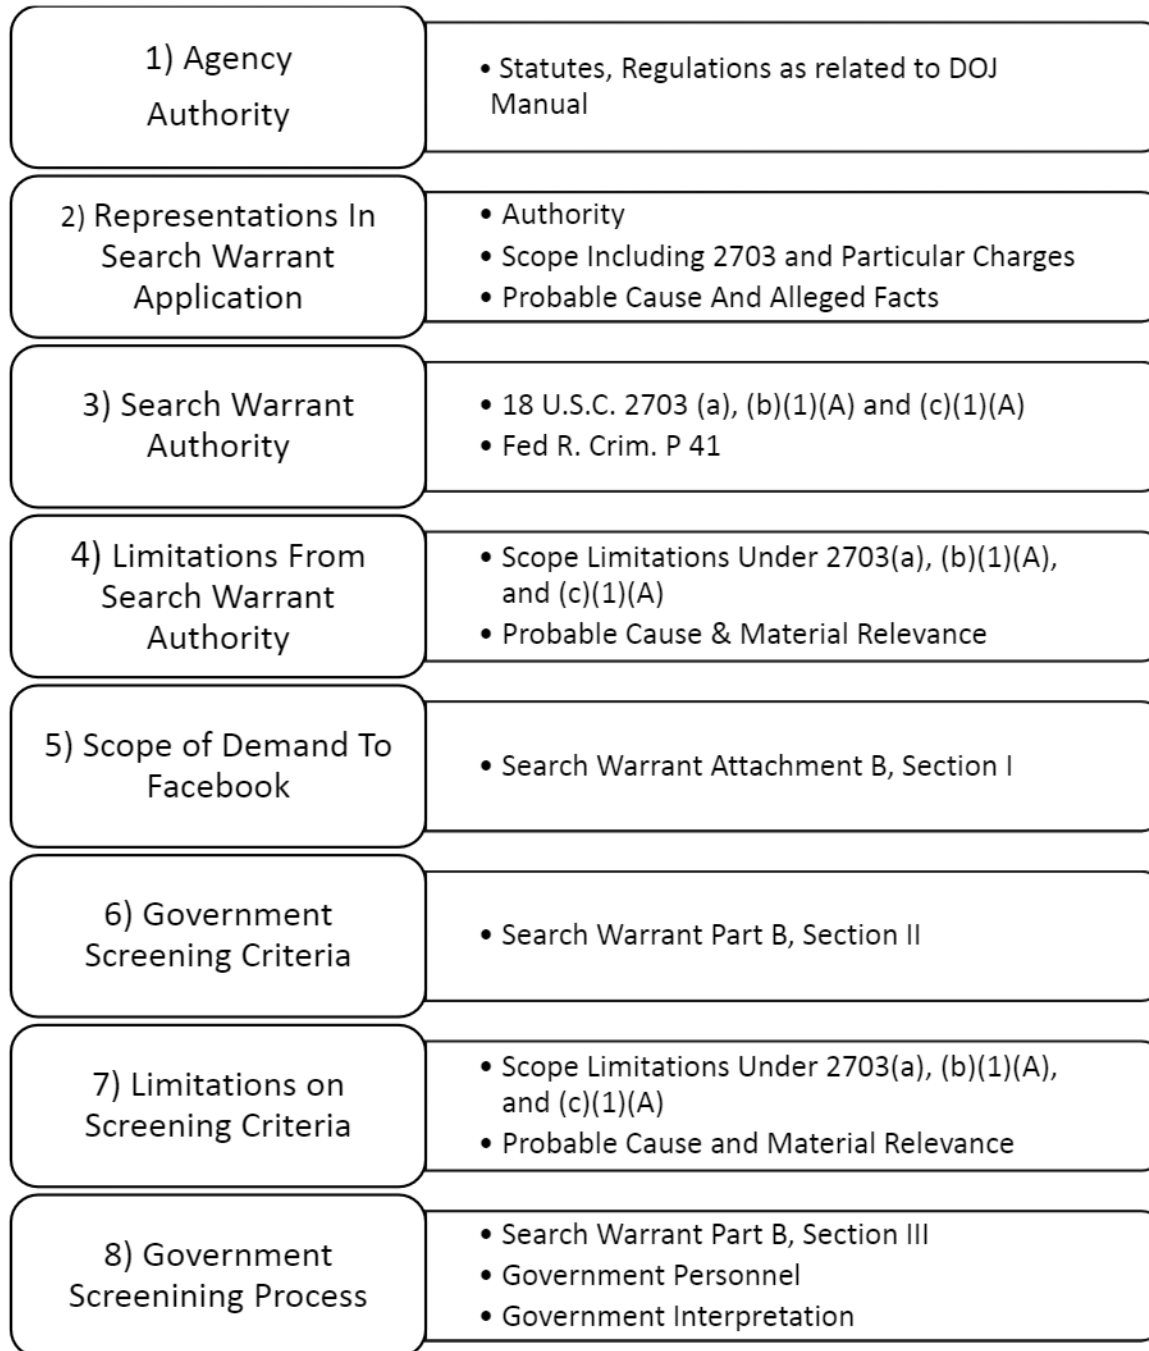 1) Agency
Authority
• Statutes, Regulations as related to DOJ
Manual
2) Representations In
Search Warrant
Application
• Authority
• Scope Including 2703 and Particular Charges
• Probable Cause And Alleged Facts
3) Search Warrant
Authority
• 18 U.S.C. 2703 (a), (b)(1)(A) and (c)(1)(A)
• Fed R. Crim. P 41
4) Limitations From
Search Warrant
Authority
• Scope Limitations Under 2703(a), (b)(1)(A),
and (c)(1)(A)
• Probable Cause & Material Relevance
5) Scope of Demand To
Facebook
• Search Warrant Attachment B, Section I
6) Government
Screening Criteria
• Search Warrant Part B, Section II
7) Limitations on
Screening Criteria
• Scope Limitations Under 2703(a), (b)(1)(A),
and (c)(1)(A)
• Probable Cause and Material Relevance
8) Government
Screenining Process
• Search Warrant Part B, Section III
• Government Personnel
• Government Interpretation